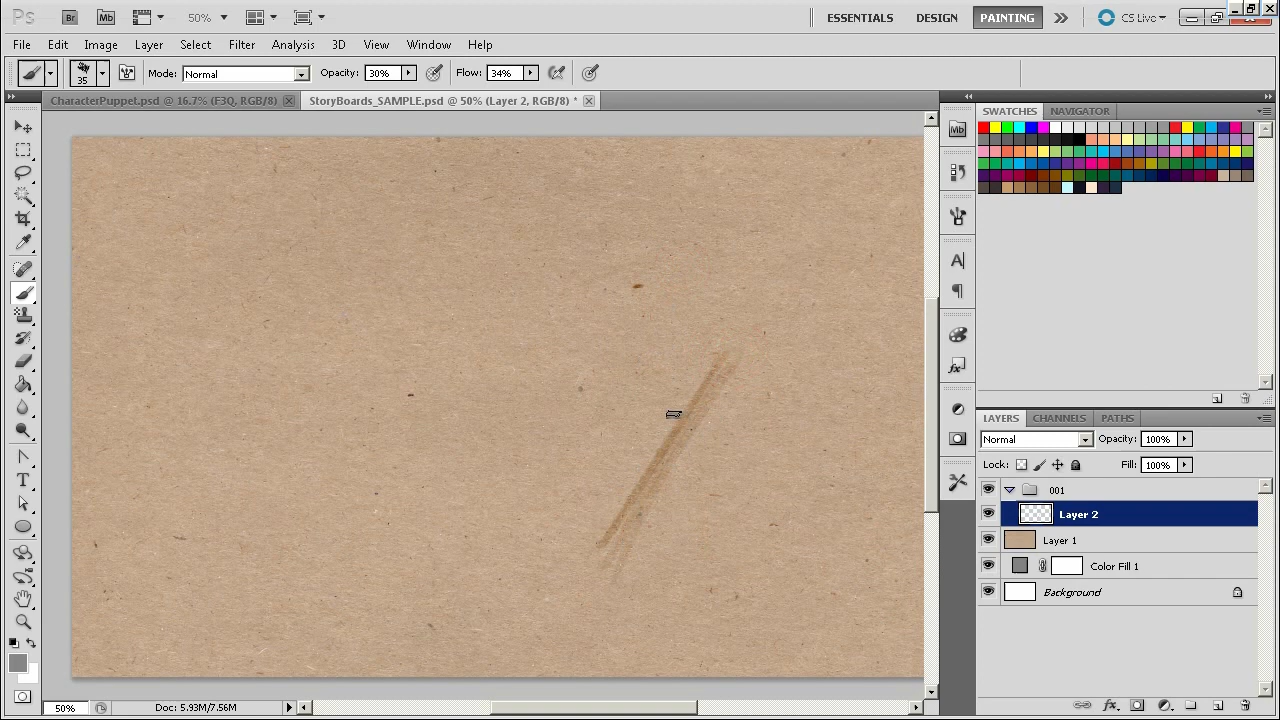 Ps Br Mb 50% ESSENTIALS DESIGN PAINTING CS Live
File Edit Image Layer Select Filter Analysis 3D View Window Help
35 Mode: Normal Opacity: 30% Flow: 34%
CharacterPuppet.psd @ 16.7% (F3Q, RGB/8) StoryBoards_SAMPLE.psd @ 50% (Layer 2, RGB/8) *
SWATCHES NAVIGATOR
Mb
A
T
LAYERS CHANNELS PATHS
Normal Opacity: 100%
Lock: Fill: 100%
001
Layer 2
Layer 1
Color Fill 1
Background
fx
50% Doc: 5.93M/7.56M